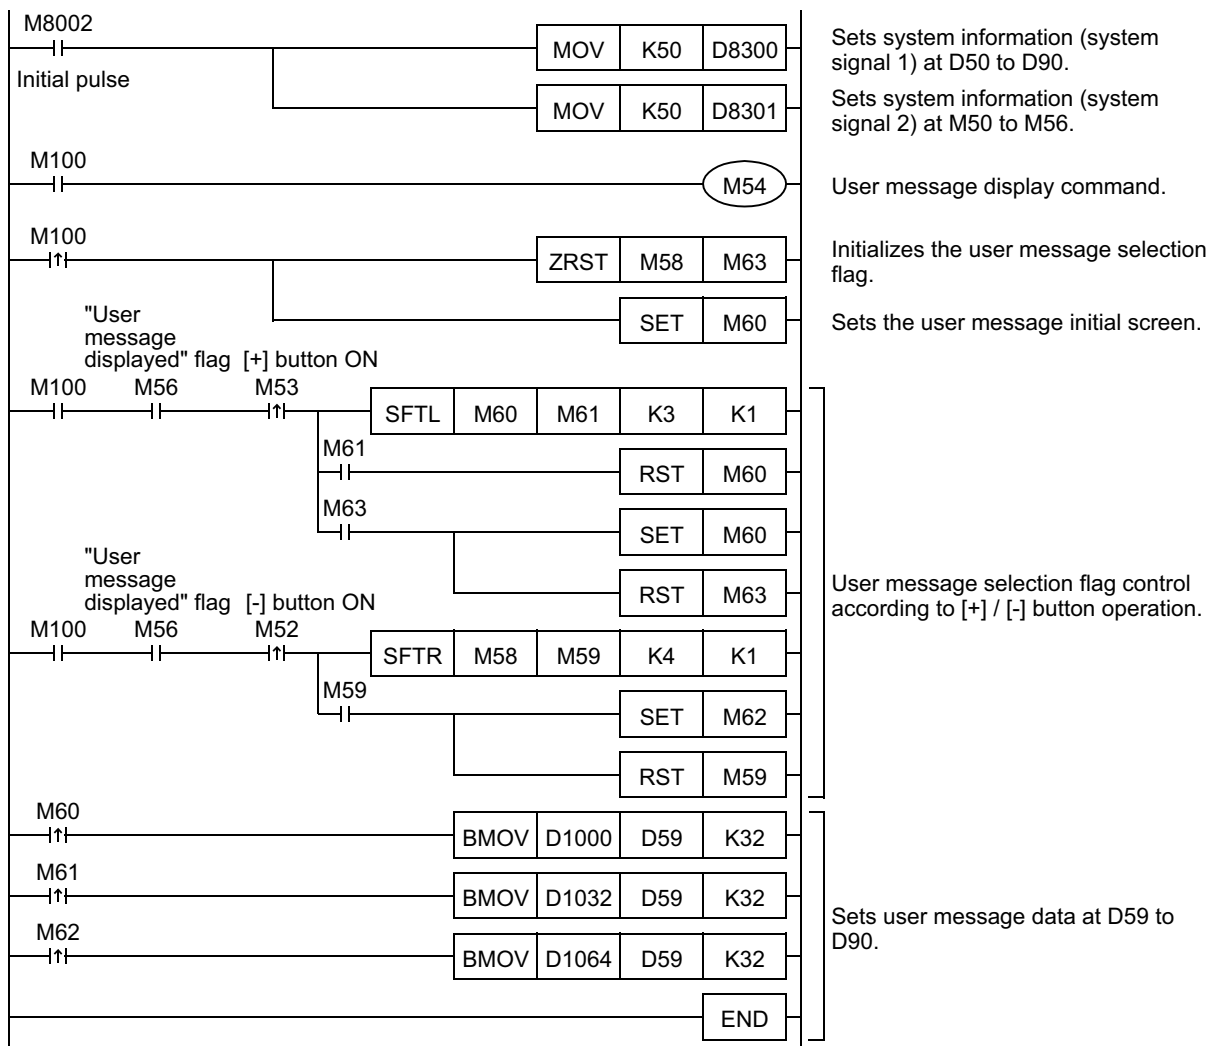 M8002
MOV K50 D8300
Sets system information (system
signal 1) at D50 to D90.
Initial pulse
MOV K50 D8301
Sets system information (system
signal 2) at M50 to M56.
M100
M54
User message display command.
M100
ZRST M58 M63
Initializes the user message selection
flag.
SET M60
Sets the user message initial screen.
"User
message
displayed" flag [+] button ON
M100 M56 M53
SFTL M60 M61 K3 K1
M61
RST M60
M63
SET M60
RST M63
User message selection flag control
according to [+] / [-] button operation.
"User
message
displayed" flag [-] button ON
M100 M56 M52
SFTR M58 M59 K4 K1
M59
SET M62
RST M59
M60
BMOV D1000 D59 K32
M61
BMOV D1032 D59 K32
Sets user message data at D59 to
D90.
M62
BMOV D1064 D59 K32
END